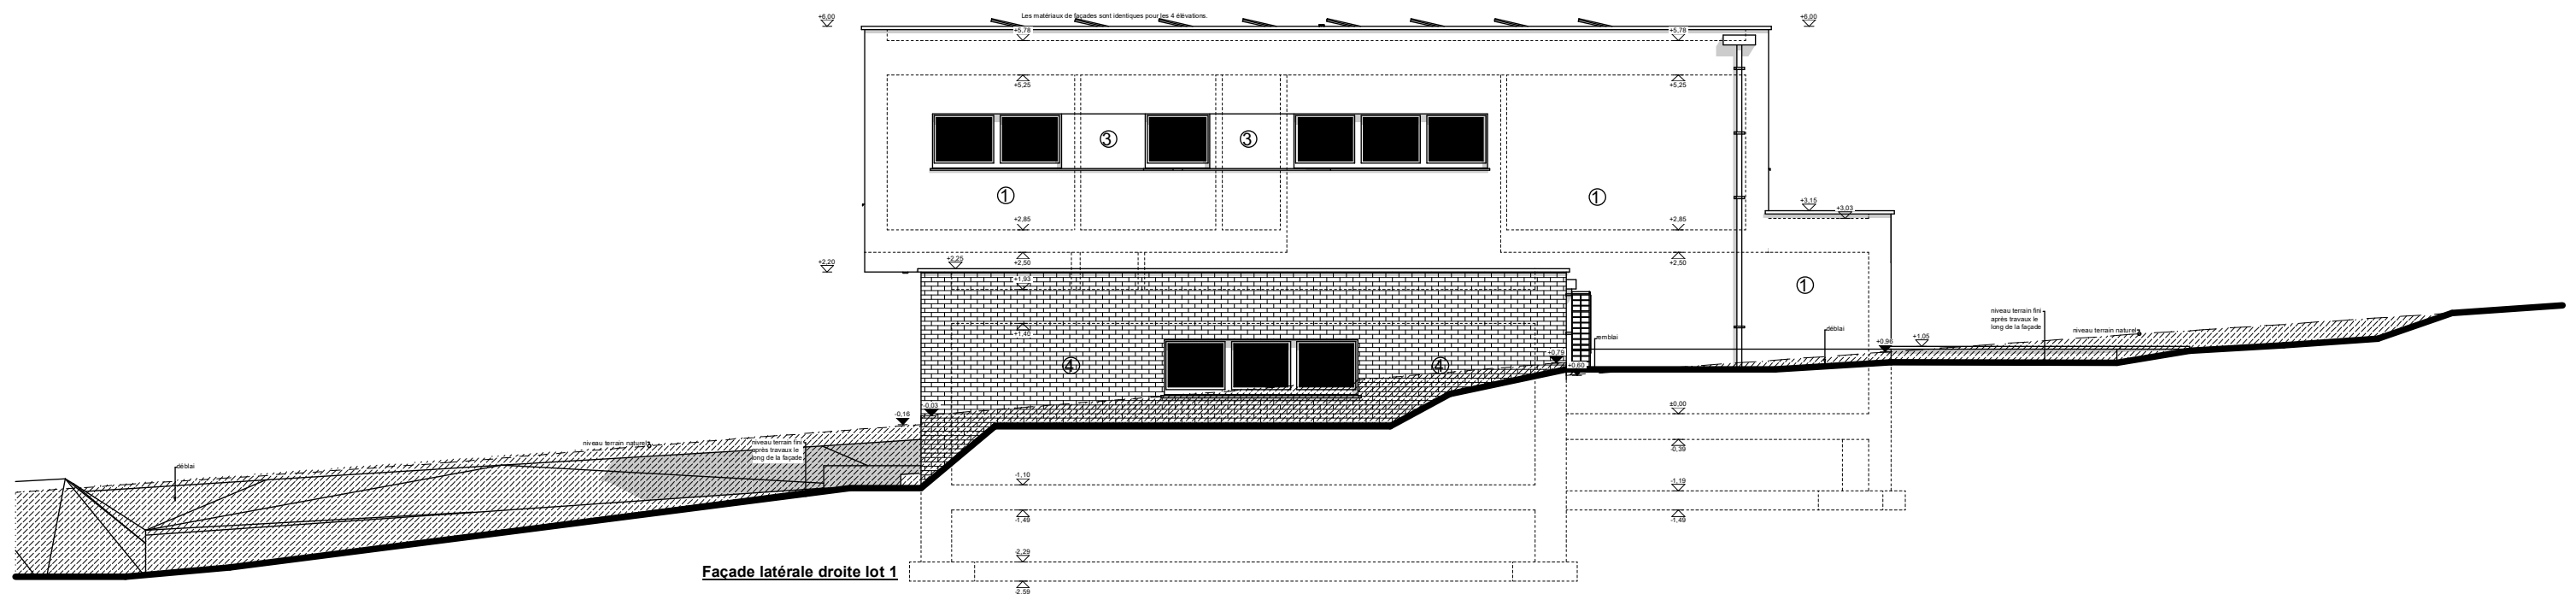 Les matériaux de façades sont identiques pour les 4 élévations.
+6,00
+6,00
+5,78
+5,78
+5,25
+5,25
3
3
1
1
+3,15
+3,03
+2,85
+2,85
+2,20
+2,25
+2,50
+2,50
+1,93
1
+1,40
niveau terrain fini
après travaux le
long de la façade
niveau terrain naturel
déblai
remblai
+0,96
+1,05
+0,79
+0,60
4
4
-0,16
-0,03
±0,00
niveau terrain naturel
niveau terrain fini
après travaux le
long de la façade
déblai
-0,39
-1,10
-1,19
-1,49
-1,49
-2,29
Façade latérale droite lot 1
-2,59